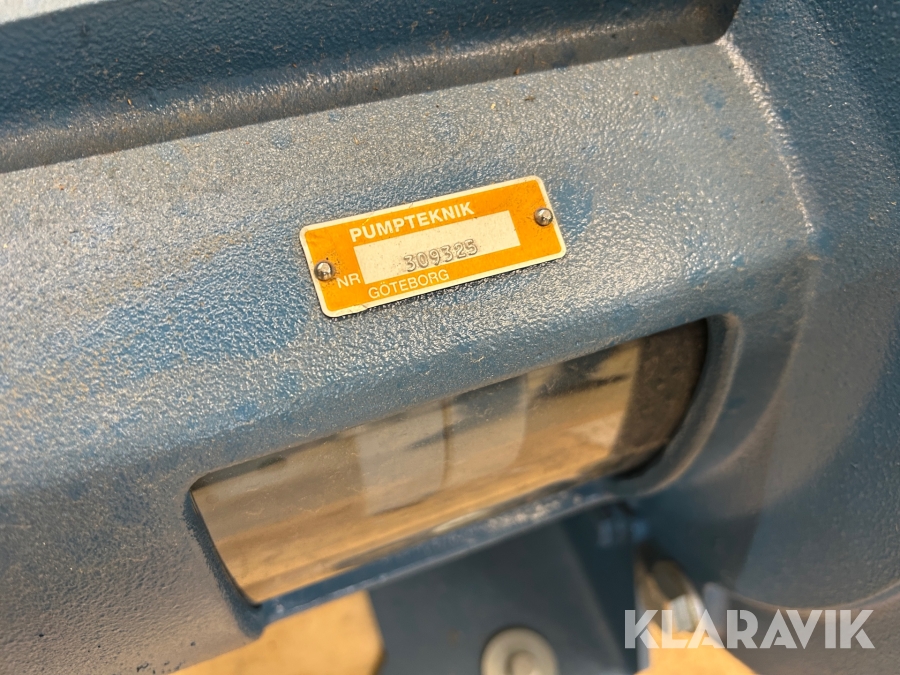 PUMPTEKNIK
NR 309325
GÖTEBORG
KLARAVIK